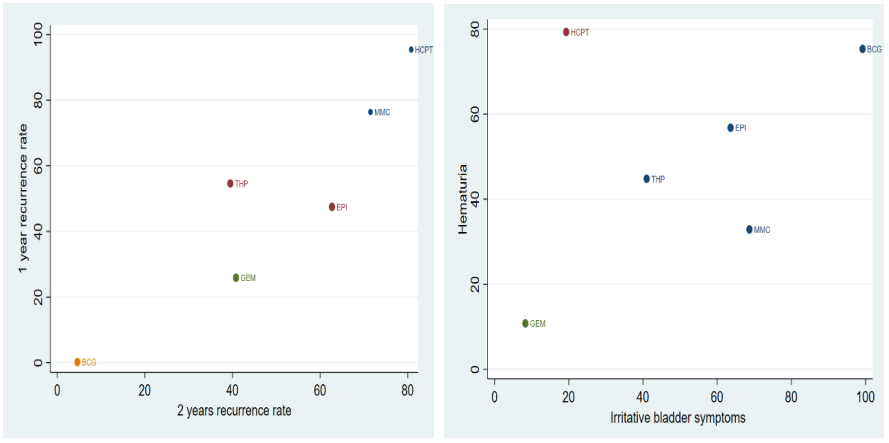 100
80
60
40
20
0
1 year recurrence rate
HCPT
MMC
THP
EPI
GEM
BCG
0 20 40 60 80
2 years recurrence rate
80
60
40
20
0
Hematuria
HCPT
BCG
EPI
THP
MMC
GEM
0 20 40 60 80 100
Irritative bladder symptoms